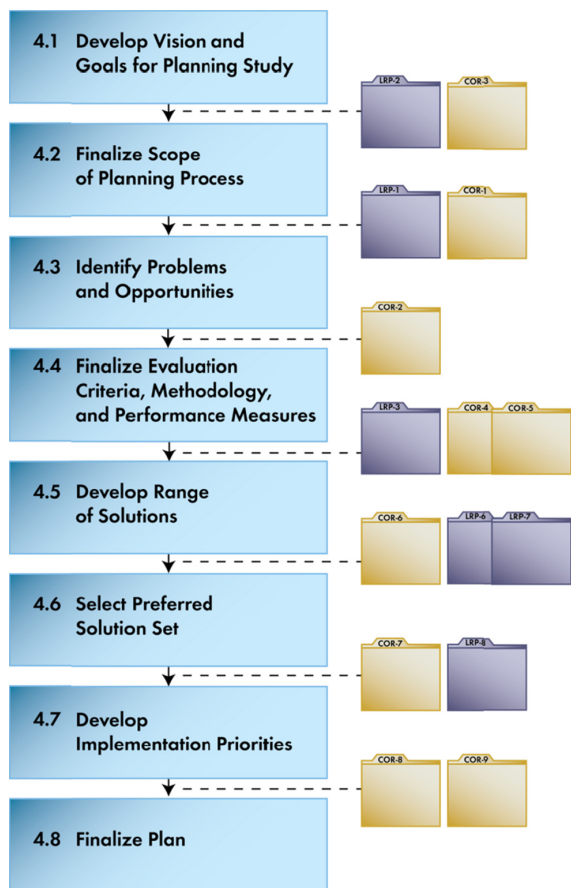 4.1 Develop Vision and
Goals for Planning Study
LRP-2 COR-3
4.2 Finalize Scope
of Planning Process
LRP-1 COR-1
4.3 Identify Problems
and Opportunities
COR-2
4.4 Finalize Evaluation
Criteria, Methodology,
and Performance Measures
LRP-3 COR-4 COR-5
4.5 Develop Range
of Solutions
COR-6 LRP-6 LRP-7
4.6 Select Preferred
Solution Set
COR-7 LRP-8
4.7 Develop
Implementation Priorities
COR-8 COR-9
4.8 Finalize Plan